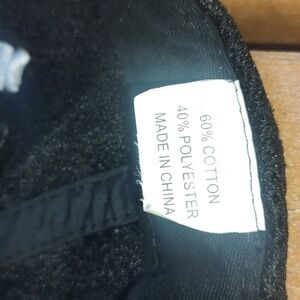 60% COTTON
40% POLYESTER
MADE IN CHINA